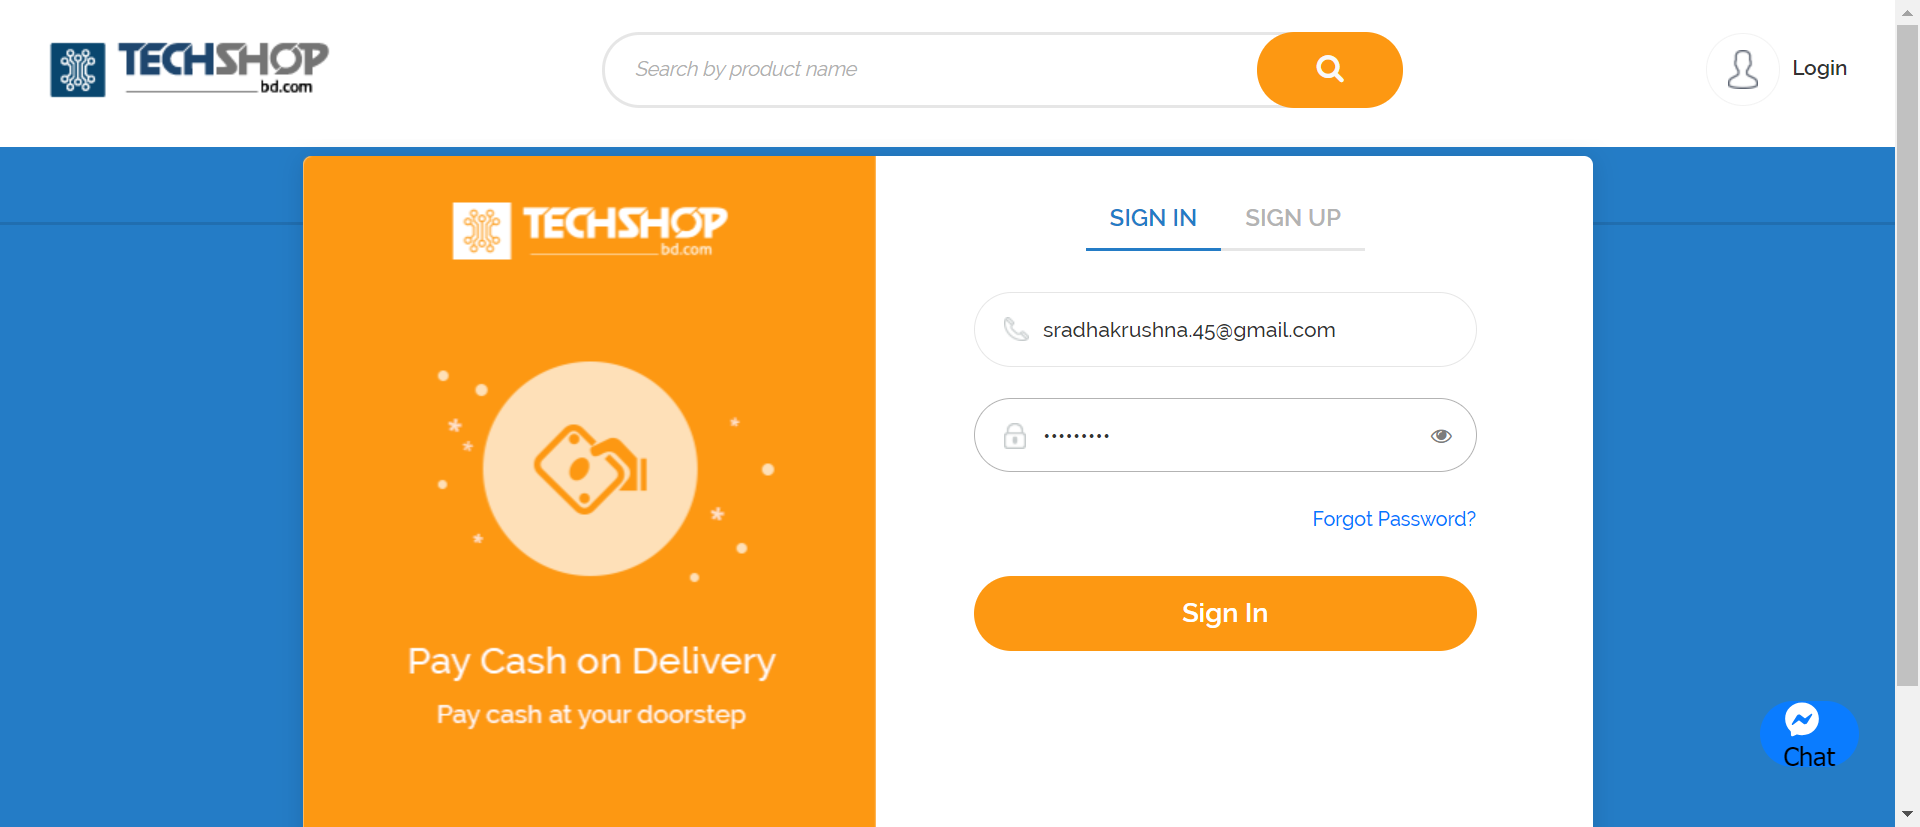 TECHSHOP
bd.com
Search by product name
Login
TECHSHOP
bd.com
Pay Cash on Delivery
Pay cash at your doorstep
SIGN IN SIGN UP
sradhakrushna.45@gmail.com
•••••••••
Forgot Password?
Sign In
Chat